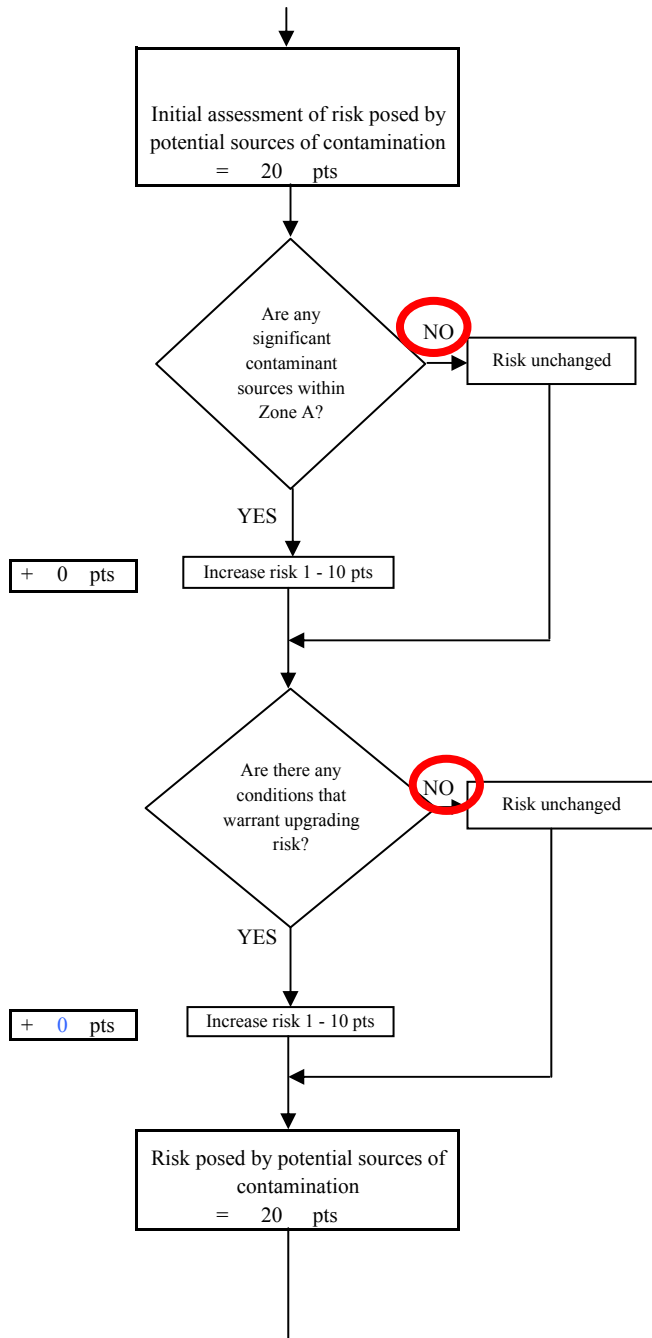 Initial assessment of risk posed by
potential sources of contamination
= 20 pts
Are any
significant
contaminant
sources within
Zone A?
NO
Risk unchanged
YES
+ 0 pts
Increase risk 1 - 10 pts
Are there any
conditions that
warrant upgrading
risk?
NO
Risk unchanged
YES
+ 0 pts
Increase risk 1 - 10 pts
Risk posed by potential sources of
contamination
= 20 pts